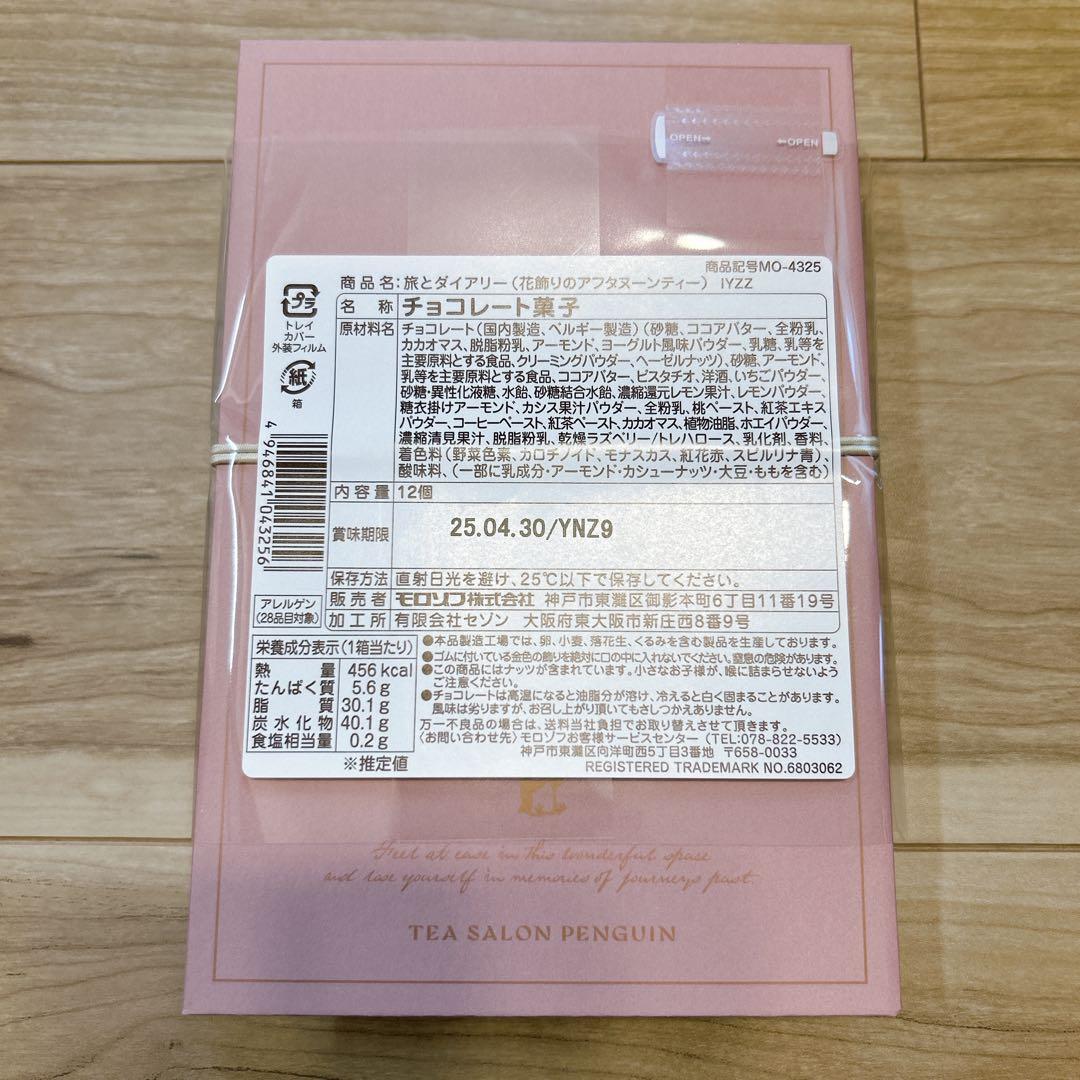 OPEN→
←OPEN
商品記号MO-4325
商品名:旅とダイアリー(花飾りのアフタヌーンティー) IYZZ
プラ
トレイ
カバー
外装フィルム
紙
箱
名称 チョコレート菓子
原材料名 チョコレート(国内製造、ベルギー製造)(砂糖、ココアバター、全粉乳、
カカオマス、脱脂粉乳、アーモンド、ヨーグルト風味パウダー、乳糖、乳等を
主要原料とする食品、クリーミングパウダー、ヘーゼルナッツ)、砂糖、アーモンド、
乳等を主要原料とする食品、ココアバター、ピスタチオ、洋酒、いちごパウダー、
砂糖・異性化液糖、水飴、砂糖結合水飴、濃縮還元レモン果汁、レモンパウダー、
糖衣掛けアーモンド、カシス果汁パウダー、全粉乳、桃ペースト、紅茶エキス
パウダー、コーヒーペースト、紅茶ペースト、カカオマス、植物油脂、ホエイパウダー、
濃縮清見果汁、脱脂粉乳、乾燥ラズベリー/トレハロース、乳化剤、香料、
着色料(野菜色素、カロチノイド、モナスカス、紅花赤、スピルリナ青)、
酸味料、(一部に乳成分・アーモンド・カシューナッツ・大豆・ももを含む)
4946841043256
内容量 12個
賞味期限 25.04.30/YNZ9
保存方法 直射日光を避け、25℃以下で保存してください。
販売者 モロゾフ株式会社 神戸市東灘区御影本町6丁目11番19号
加工所 有限会社セゾン 大阪府東大阪市新庄西8番9号
アレルゲン
(28品目対象)
栄養成分表示(1箱当たり)
熱量 456kcal
たんぱく質 5.6g
脂質 30.1g
炭水化物 40.1g
食塩相当量 0.2g
※推定値
●本品製造工場では、卵、小麦、落花生、くるみを含む製品を生産しております。
●ゴムに付いている金色の飾りを絶対に口の中に入れないでください。窒息の危険があります。
●この商品にはナッツが含まれています。小さなお子様が、喉に詰まらせないよう
ご注意ください。
●チョコレートは高温になると油脂分が溶け、冷えると白く固まることがあります。
風味は劣りますが、お召し上がり頂いてもさしつかえありません。
万一不良品の場合は、送料当社負担でお取り替えさせて頂きます。
〈お問い合わせ先〉モロゾフお客様サービスセンター(TEL:078-822-5533)
神戸市東灘区向洋町西5丁目3番地 〒658-0033
REGISTERED TRADEMARK NO.6803062
Feel at ease in this wonderful space
and lose yourself in memories of journeys past.
TEA SALON PENGUIN